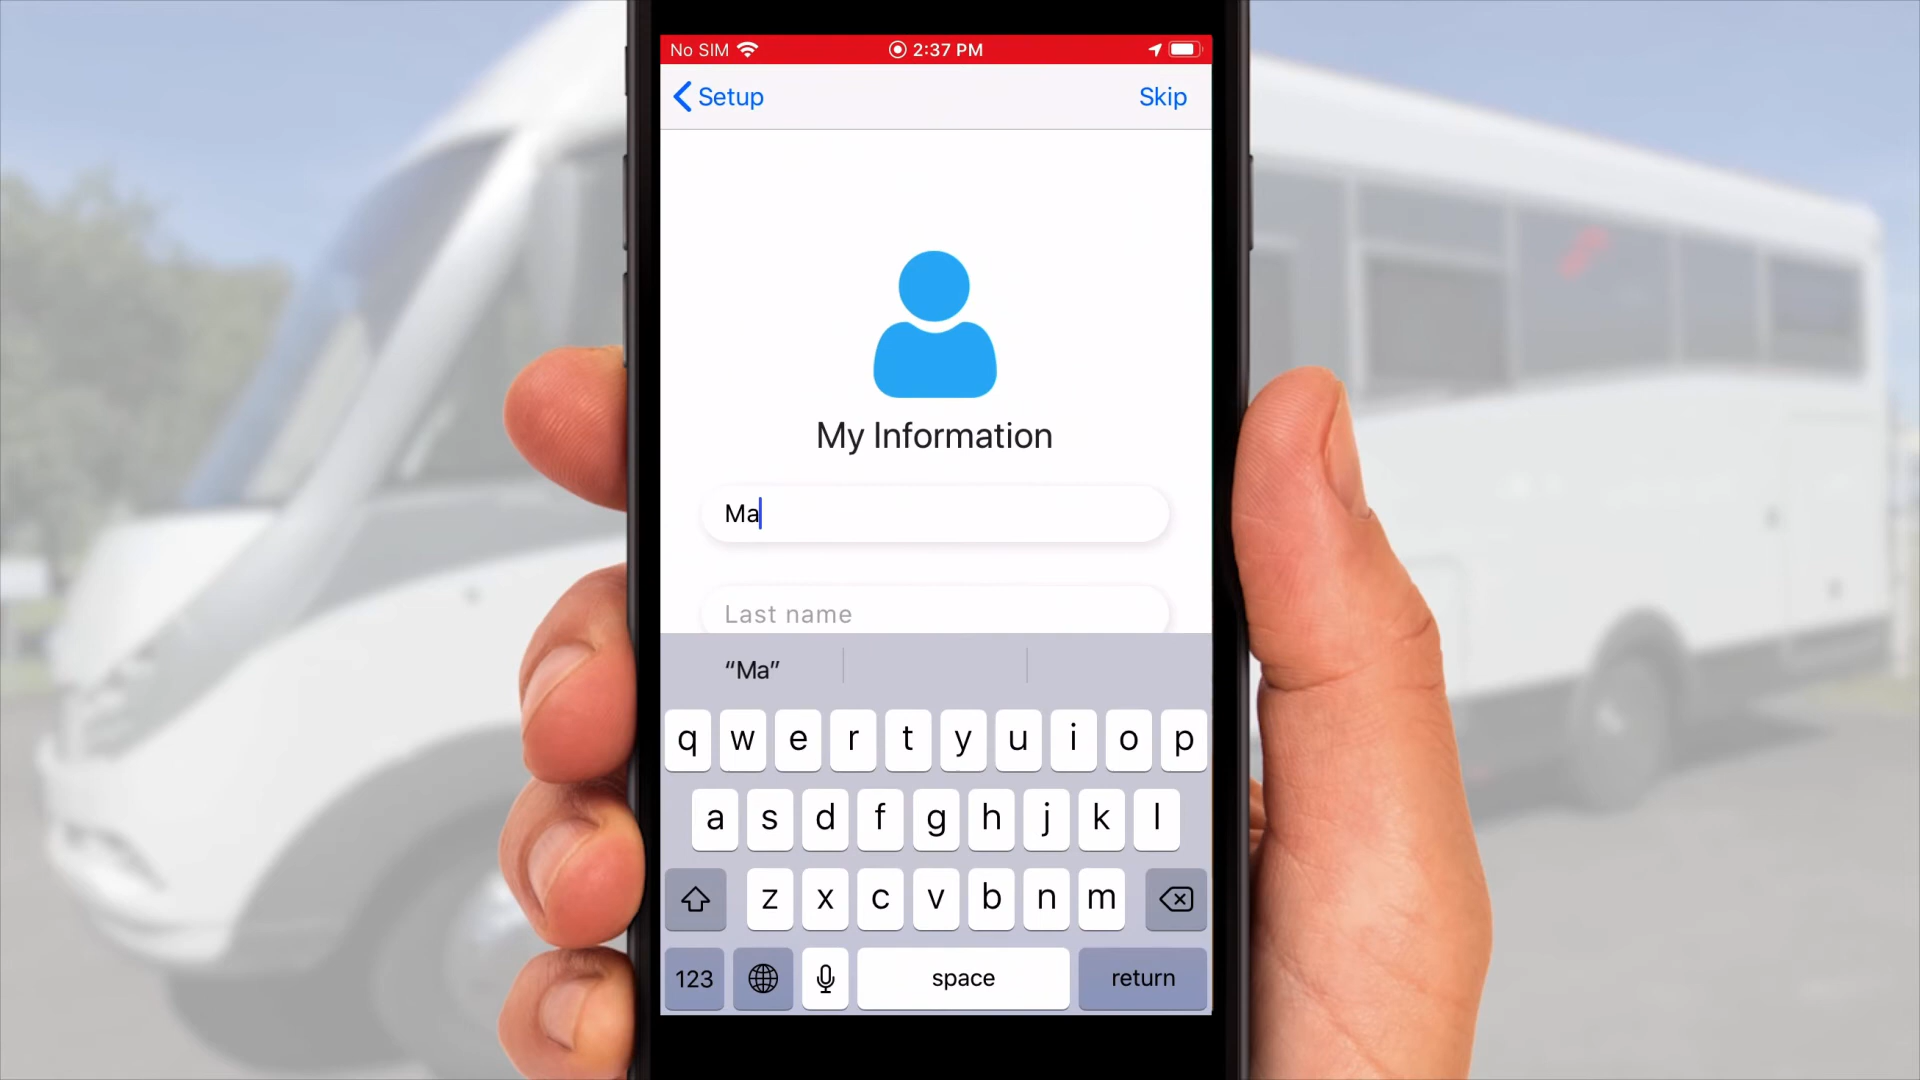 No SIM 2:37 PM
Setup Skip
My Information
Ma
Last name
“Ma”
q w e r t y u i o p
a s d f g h j k l
z x c v b n m
123 space return